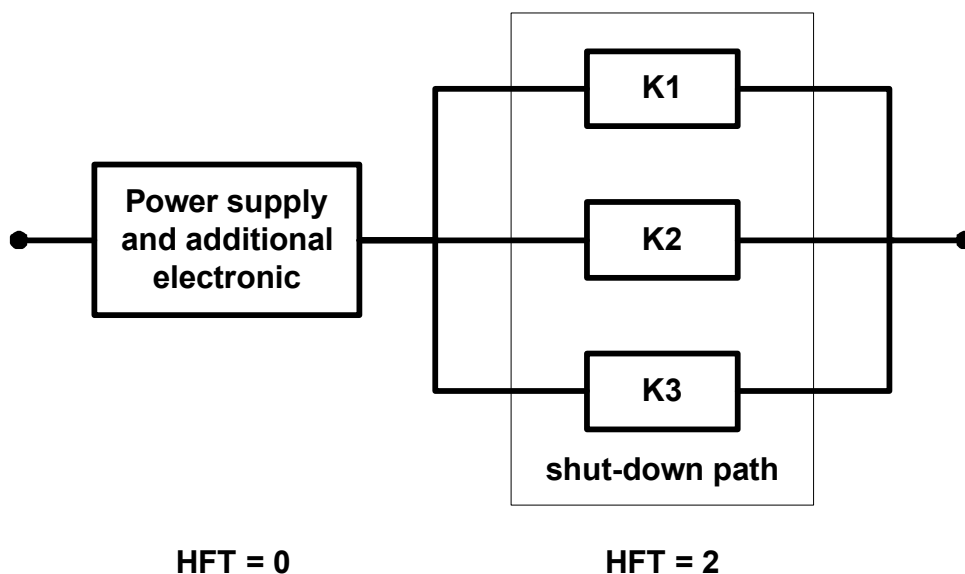 K1
Power supply
and additional
electronic
K2
K3
shut-down path
HFT = 0
HFT = 2